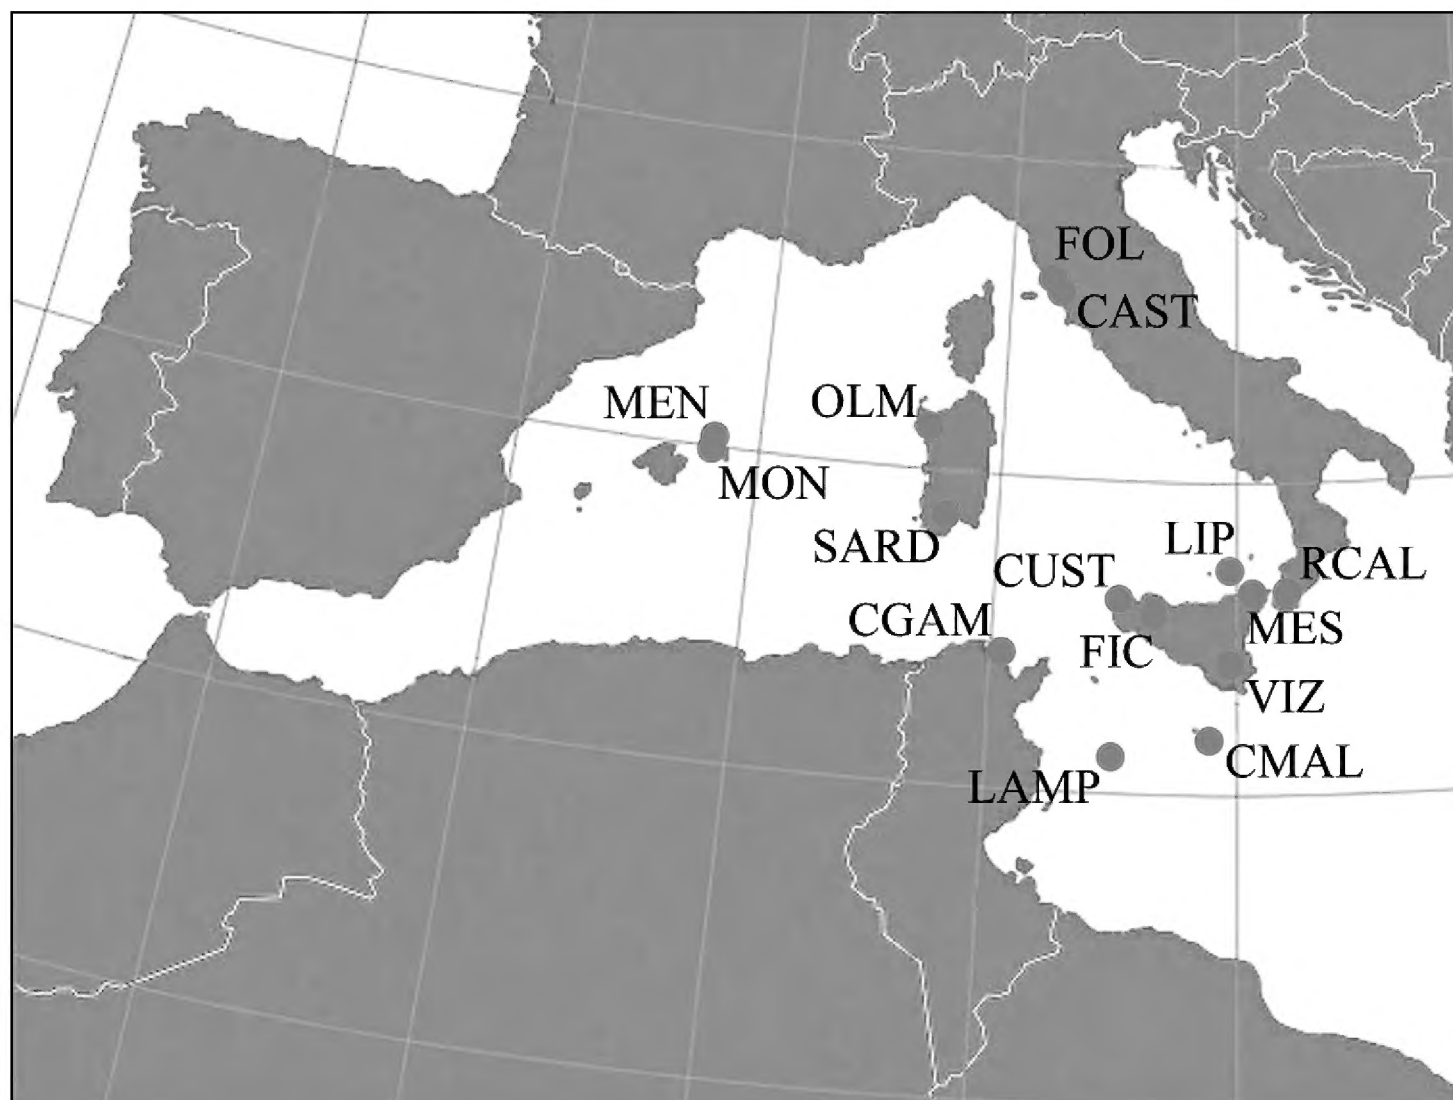 FOL
CAST
MEN
OLM
MON
SARD
LIP
CUST
RCAL
CGAM
MES
FIC
VIZ
CMAL
LAMP